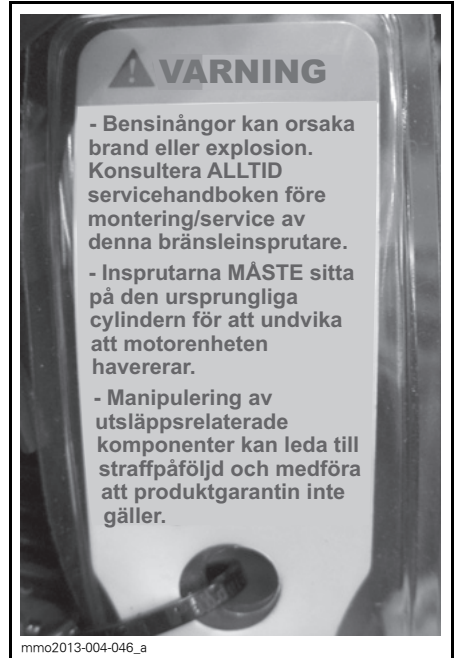 VARNING
- Bensinångor kan orsaka
brand eller explosion.
Konsultera ALLTID
servicehandboken före
montering/service av
denna bränsleinsprutare.
- Insprutarna MÅSTE sitta
på den ursprungliga
cylindern för att undvika
att motorenheten
havererar.
- Manipulering av
utsläppsrelaterade
komponenter kan leda till
straffpåföljd och medföra
att produktgarantin inte
gäller.
mmo2013-004-046_a